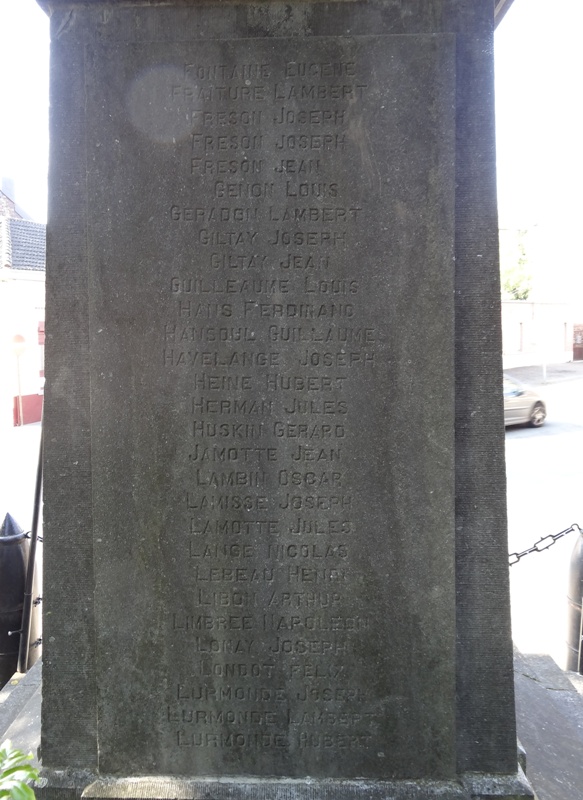 FONTAINE EUGENE
FRAITURE LAMBERT
FRESON JOSEPH
FRESON JOSEPH
FRESON JEAN
GENON LOUIS
GERADON LAMBERT
GILTAY JOSEPH
GILTAY JEAN
GUILLEAUME LOUIS
HANS FERDINAND
HANSOUL GUILLAUME
HAVELANGE JOSEPH
HEINE HUBERT
HERMAN JULES
HUSKIN GERARD
JAMOTTE JEAN
LAMBIN OSCAR
LAMISSE JOSEPH
LAMOTTE JULES
LANGE NICOLAS
LEBEAU HENRI
LIBON ARTHUR
LIMBREE NAPOLEON
LONAY JOSEPH
LONDOT FELIX
LURMONDE JOSEPH
LURMONDE LAMBERT
LURMONDE HUBERT